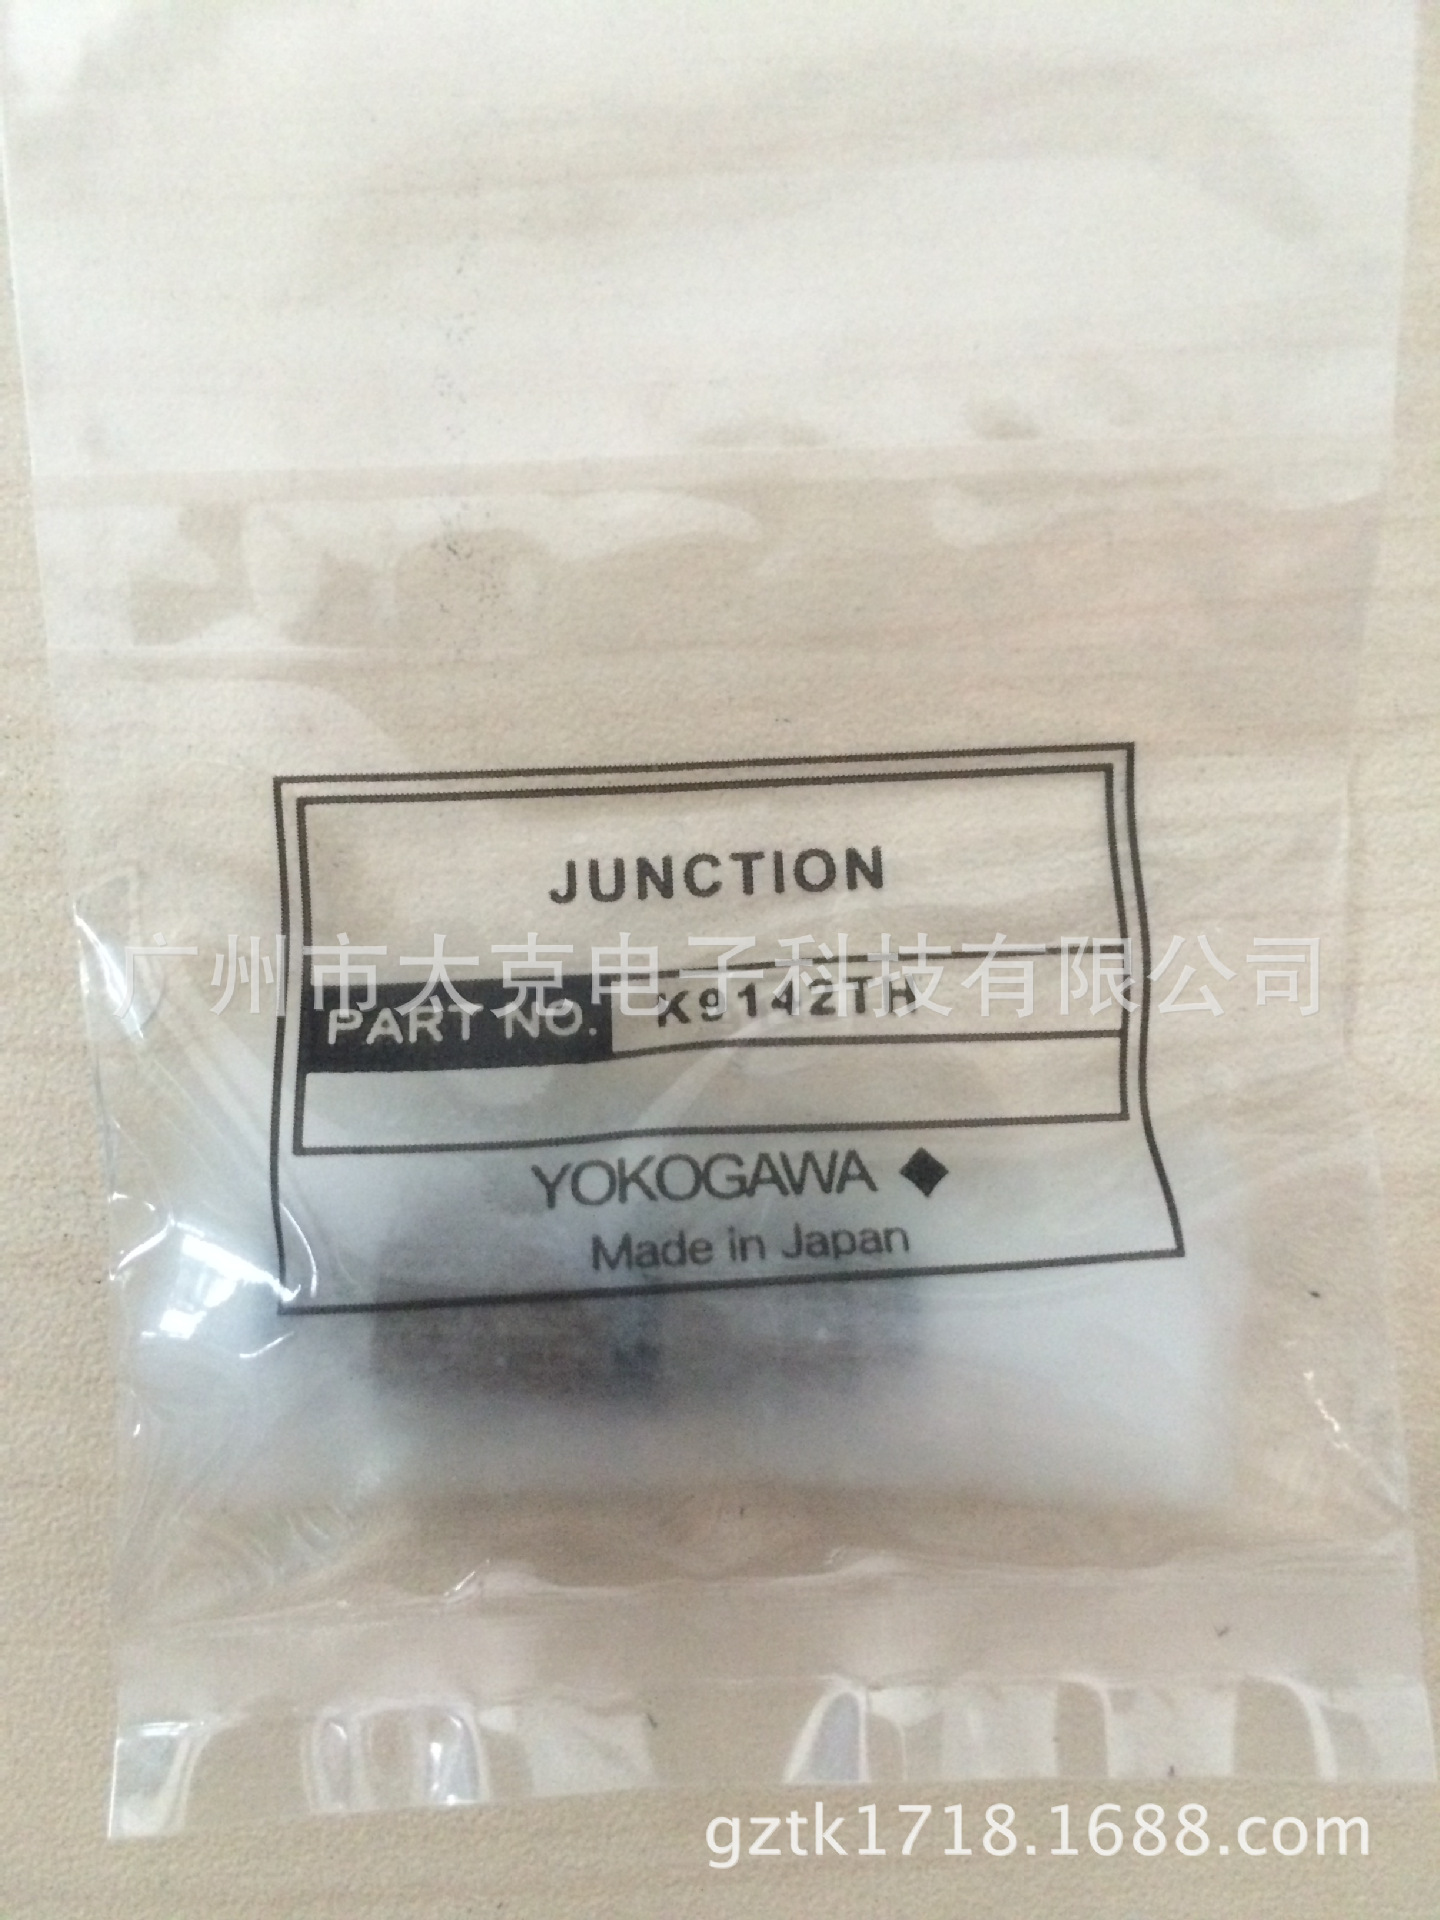 JUNCTION
广州市大克电子科技有限公司
PART NO. K9142TH
YOKOGAWA
Made in Japan
gztk1718.1688.com